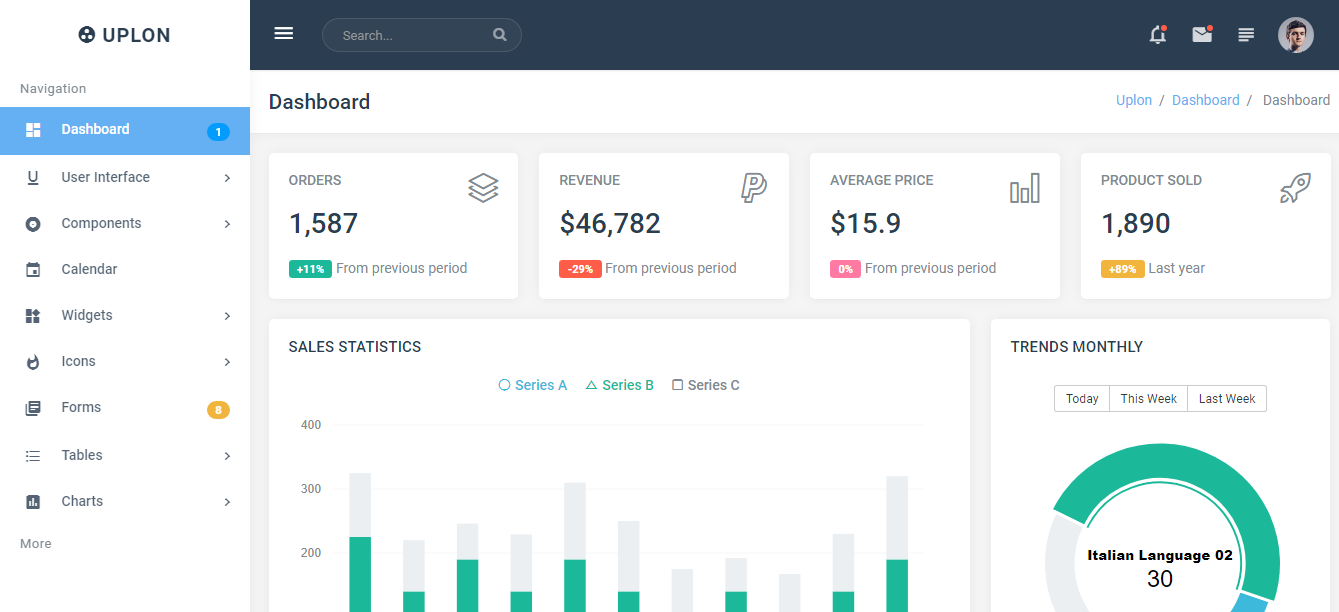 UPLON
Search...
Navigation
Dashboard 1
User Interface
Components
Calendar
Widgets
Icons
Forms 8
Tables
Charts
More
Dashboard
Uplon / Dashboard / Dashboard
ORDERS
1,587
+11% From previous period
REVENUE
$46,782
-29% From previous period
AVERAGE PRICE
$15.9
0% From previous period
PRODUCT SOLD
1,890
+89% Last year
SALES STATISTICS
Series A Series B Series C
400
300
200
TRENDS MONTHLY
Today This Week Last Week
Italian Language 02
30